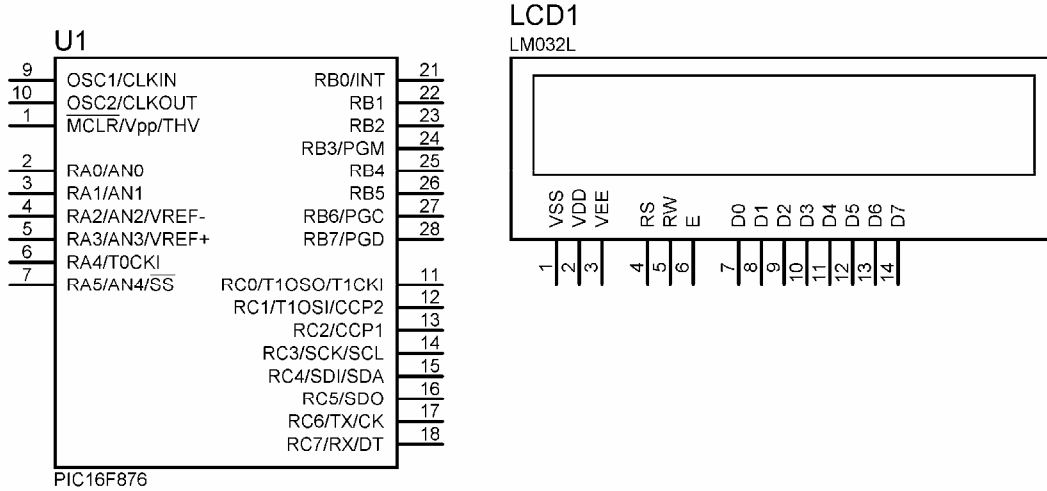 U1
9 OSC1/CLKIN
10 OSC2/CLKOUT
1 MCLR/Vpp/THV
2 RA0/AN0
3 RA1/AN1
4 RA2/AN2/VREF-
5 RA3/AN3/VREF+
6 RA4/T0CKI
7 RA5/AN4/SS
RB0/INT 21
RB1 22
RB2 23
RB3/PGM 24
RB4 25
RB5 26
RB6/PGC 27
RB7/PGD 28
RC0/T1OSO/T1CKI 11
RC1/T1OSI/CCP2 12
RC2/CCP1 13
RC3/SCK/SCL 14
RC4/SDI/SDA 15
RC5/SDO 16
RC6/TX/CK 17
RC7/RX/DT 18
PIC16F876
LCD1
LM032L
VSS VDD VEE RS RW E D0 D1 D2 D3 D4 D5 D6 D7
1 2 3 4 5 6 7 8 9 10 11 12 13 14